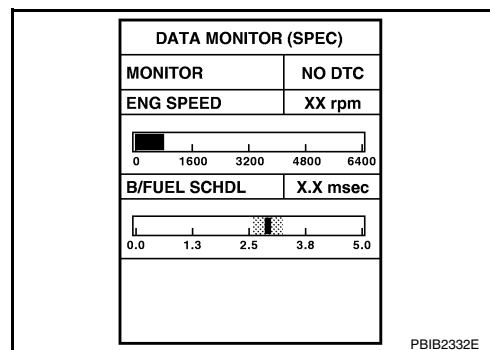 DATA MONITOR (SPEC)
MONITOR NO DTC
ENG SPEED XX rpm
0 1600 3200 4800 6400
B/FUEL SCHDL X.X msec
0.0 1.3 2.5 3.8 5.0
PBIB2332E